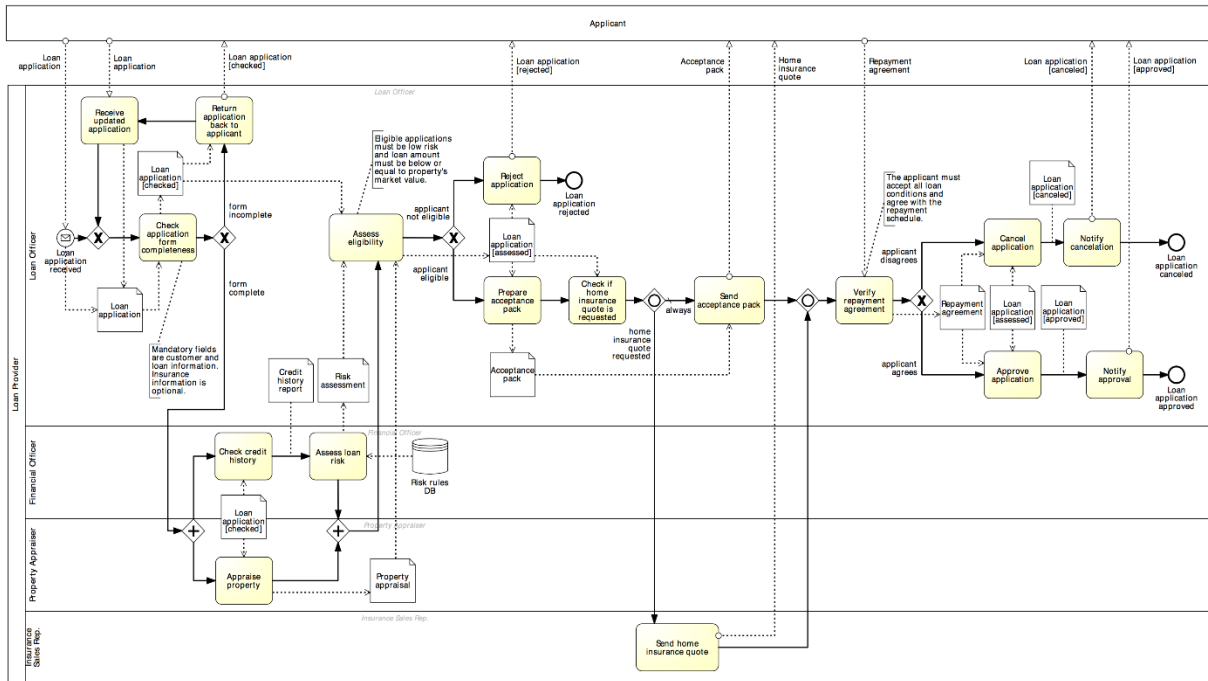 Applicant
Loan
application
Loan
application
Loan application
[checked]
Loan application
[rejected]
Acceptance
pack
Home
insurance
quote
Repayment
agreement
Loan application
[canceled]
Loan application
[approved]
Loan Provider
Loan Officer
Loan Officer
Receive
updated
application
Return
application
back to
applicant
Loan
application
[checked]
form
incomplete
Loan
application
received
Check
application
form
completeness
form
complete
Loan
application
Mandatory fields
are customer and
loan information.
Insurance
information is
optional.
Eligible applications
must be low risk
and loan amount
must be below or
equal to property's
market value.
Assess
eligibility
applicant
not eligible
applicant
eligible
Reject
application
Loan
application
rejected
Loan
application
[assessed]
Prepare
acceptance
pack
Check if
home
insurance
quote is
requested
Acceptance
pack
always
home
insurance
quote
requested
Send
acceptance pack
The applicant must
accept all loan
conditions and
agree with the
repayment
schedule.
Verify
repayment
agreement
applicant
disagrees
applicant
agrees
Repayment
agreement
Cancel
application
Loan
application
[canceled]
Notify
cancelation
Loan
application
canceled
Loan
application
[assessed]
Loan
application
[approved]
Approve
application
Notify
approval
Loan
application
approved
Credit
history
report
Risk
assessment
Financial Officer
Financial Officer
Check credit
history
Assess loan
risk
Risk rules
DB
Loan
application
[checked]
Property Appraiser
Property Appraiser
Appraise
property
Property
appraisal
Insurance
Sales Rep.
Insurance Sales Rep.
Send home
insurance quote